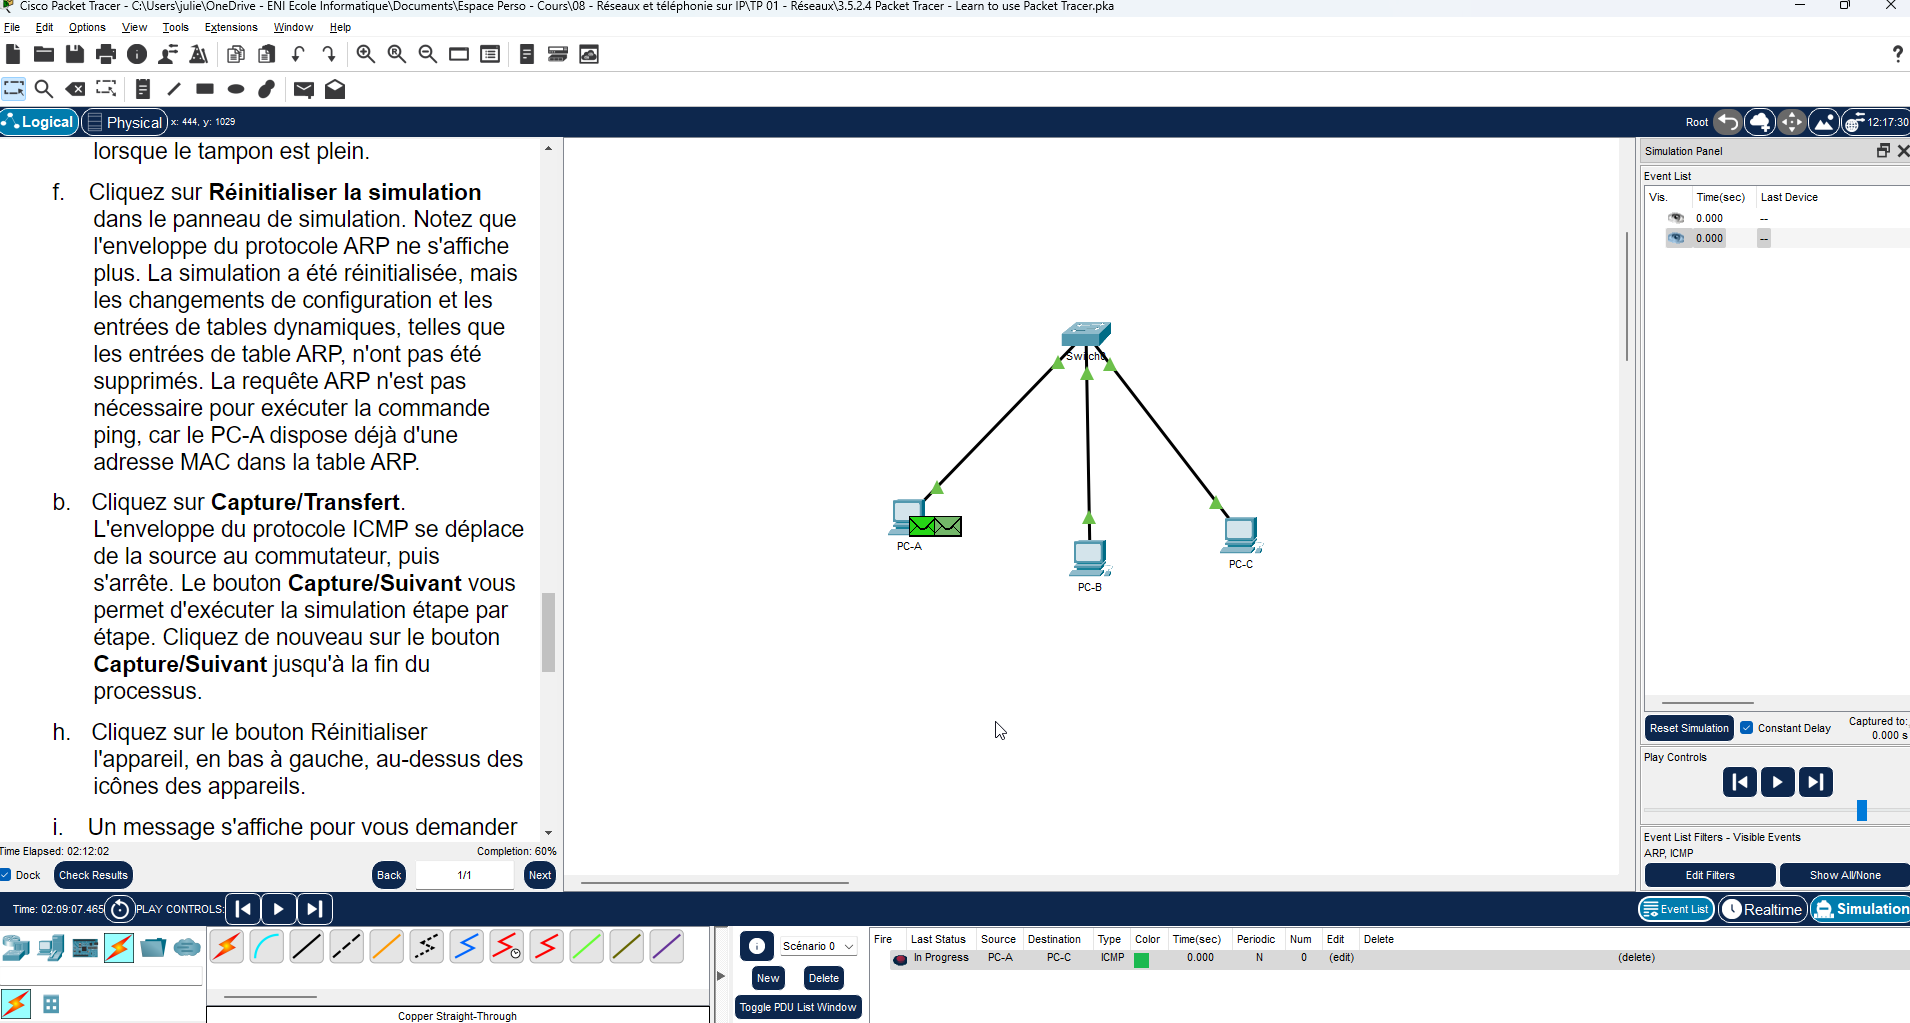 Cisco Packet Tracer - C:\Users\julie\OneDrive - ENI Ecole Informatique\Documents\Espace Perso - Cours\08 - Réseaux et téléphonie sur IP\TP 01 - Réseaux\3.5.2.4 Packet Tracer - Learn to use Packet Tracer.pka
File Edit Options View Tools Extensions Window Help
?
Logical Physical x: 444, y: 1029 Root 12:17:30
lorsque le tampon est plein.
f. Cliquez sur Réinitialiser la simulation
dans le panneau de simulation. Notez que
l'enveloppe du protocole ARP ne s'affiche
plus. La simulation a été réinitialisée, mais
les changements de configuration et les
entrées de tables dynamiques, telles que
les entrées de table ARP, n'ont pas été
supprimés. La requête ARP n'est pas
nécessaire pour exécuter la commande
ping, car le PC-A dispose déjà d'une
adresse MAC dans la table ARP.
b. Cliquez sur Capture/Transfert.
L'enveloppe du protocole ICMP se déplace
de la source au commutateur, puis
s'arrête. Le bouton Capture/Suivant vous
permet d'exécuter la simulation étape par
étape. Cliquez de nouveau sur le bouton
Capture/Suivant jusqu'à la fin du
processus.
h. Cliquez sur le bouton Réinitialiser
l'appareil, en bas à gauche, au-dessus des
icônes des appareils.
i. Un message s'affiche pour vous demander
Time Elapsed: 02:12:02 Completion: 60%
Dock Check Results Back 1/1 Next
PC-A
PC-B
PC-C
Simulation Panel
Event List
Vis. Time(sec) Last Device
0.000 --
0.000 --
Reset Simulation Constant Delay Captured to:
0.000 s
Play Controls
Event List Filters - Visible Events
ARP, ICMP
Edit Filters Show All/None
Time: 02:09:07.465 PLAY CONTROLS: Event List Realtime Simulation
Scénario 0
New Delete
Toggle PDU List Window
Fire Last Status Source Destination Type Color Time(sec) Periodic Num Edit Delete
In Progress PC-A PC-C ICMP 0.000 N 0 (edit) (delete)
Copper Straight-Through